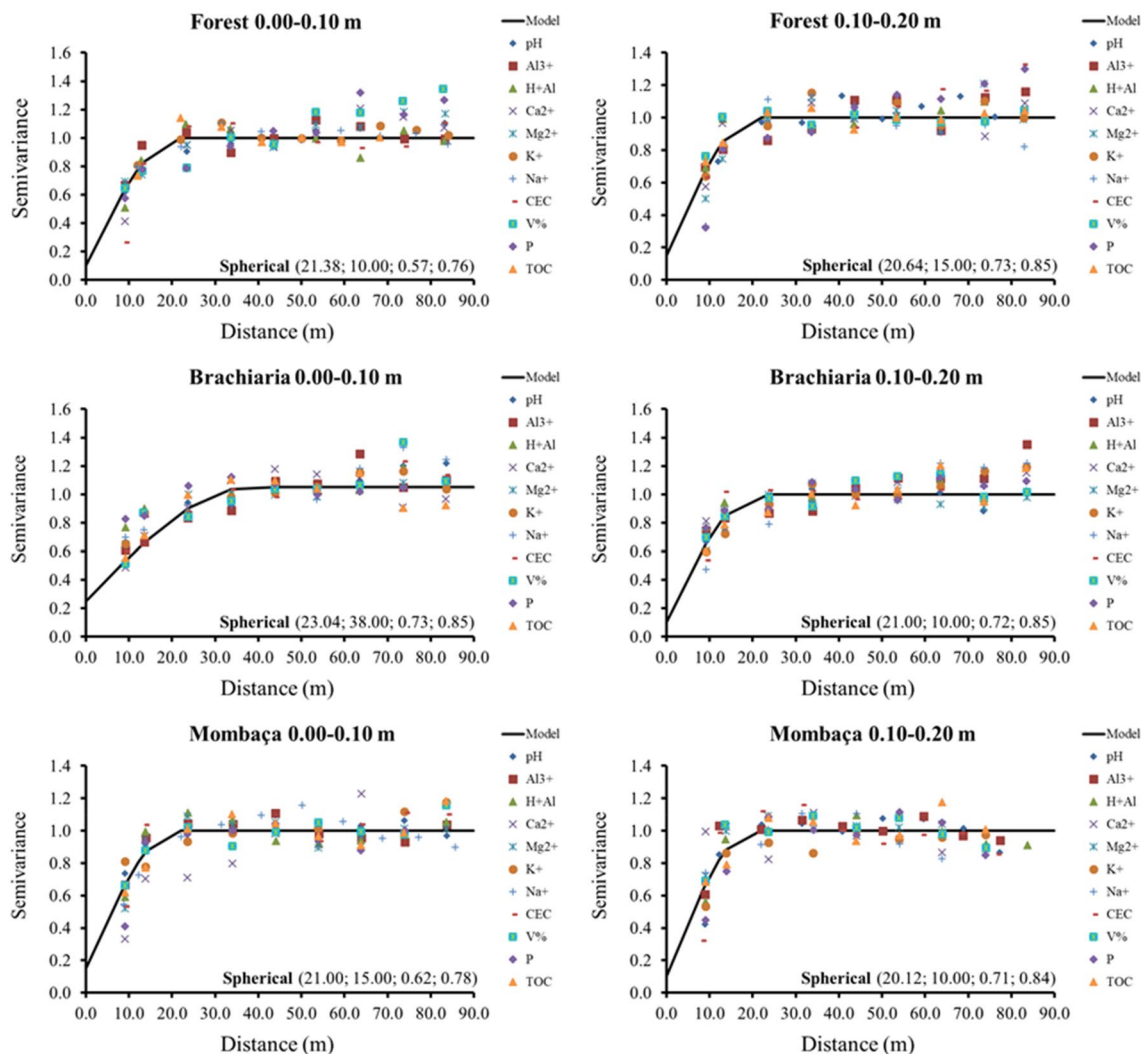 Forest 0.00-0.10 m
Semivariance
1.6
1.4
1.2
1.0
0.8
0.6
0.4
0.2
0.0
0.0 10.0 20.0 30.0 40.0 50.0 60.0 70.0 80.0 90.0
Distance (m)
Spherical (21.38; 10.00; 0.57; 0.76)
Model
pH
Al3+
H+Al
Ca2+
Mg2+
K+
Na+
CEC
V%
P
TOC
Forest 0.10-0.20 m
Semivariance
1.4
1.2
1.0
0.8
0.6
0.4
0.2
0.0
0.0 10.0 20.0 30.0 40.0 50.0 60.0 70.0 80.0 90.0
Distance (m)
Spherical (20.64; 15.00; 0.73; 0.85)
Model
pH
Al3+
H+Al
Ca2+
Mg2+
K+
Na+
CEC
V%
P
TOC
Brachiaria 0.00-0.10 m
Semivariance
1.6
1.4
1.2
1.0
0.8
0.6
0.4
0.2
0.0
0.0 10.0 20.0 30.0 40.0 50.0 60.0 70.0 80.0 90.0
Distance (m)
Spherical (23.04; 38.00; 0.73; 0.85)
Model
pH
Al3+
H+Al
Ca2+
Mg2+
K+
Na+
CEC
V%
P
TOC
Brachiaria 0.10-0.20 m
Semivariance
1.6
1.4
1.2
1.0
0.8
0.6
0.4
0.2
0.0
0.0 10.0 20.0 30.0 40.0 50.0 60.0 70.0 80.0 90.0
Distance (m)
Spherical (21.00; 10.00; 0.72; 0.85)
Model
pH
Al3+
H+Al
Ca2+
Mg2+
K+
Na+
CEC
V%
P
TOC
Mombaça 0.00-0.10 m
Semivariance
1.4
1.2
1.0
0.8
0.6
0.4
0.2
0.0
0.0 10.0 20.0 30.0 40.0 50.0 60.0 70.0 80.0 90.0
Distance (m)
Spherical (21.00; 15.00; 0.62; 0.78)
Model
pH
Al3+
H+Al
Ca2+
Mg2+
K+
Na+
CEC
V%
P
TOC
Mombaça 0.10-0.20 m
Semivariance
1.4
1.2
1.0
0.8
0.6
0.4
0.2
0.0
0.0 10.0 20.0 30.0 40.0 50.0 60.0 70.0 80.0 90.0
Distance (m)
Spherical (20.12; 10.00; 0.71; 0.84)
Model
pH
Al3+
H+Al
Ca2+
Mg2+
K+
Na+
CEC
V%
P
TOC